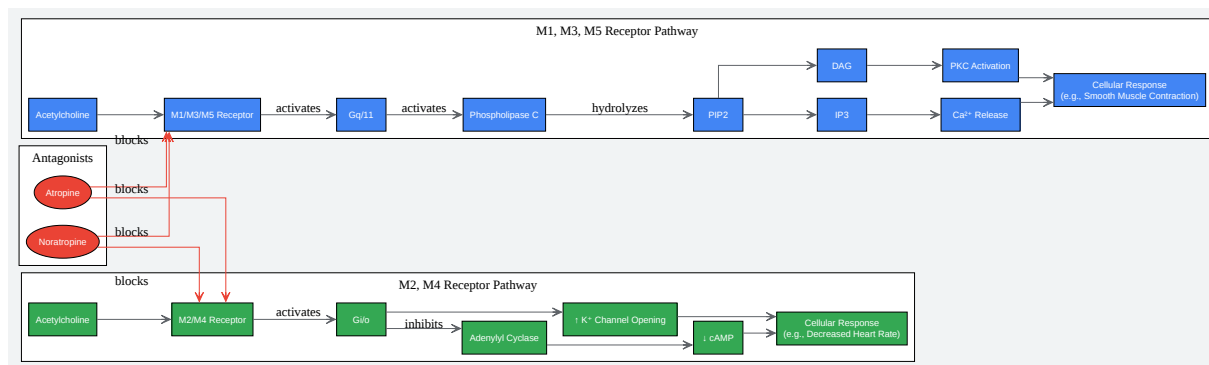 M1, M3, M5 Receptor Pathway
DAG
PKC Activation
Cellular Response
(e.g., Smooth Muscle Contraction)
Acetylcholine
M1/M3/M5 Receptor
activates
Gq/11
activates
Phospholipase C
hydrolyzes
PIP2
IP3
Ca²⁺ Release
blocks
Antagonists
Atropine
blocks
Noratropine
blocks
blocks
M2, M4 Receptor Pathway
Acetylcholine
M2/M4 Receptor
activates
Gi/o
inhibits
↑ K⁺ Channel Opening
Adenylyl Cyclase
↓ cAMP
Cellular Response
(e.g., Decreased Heart Rate)